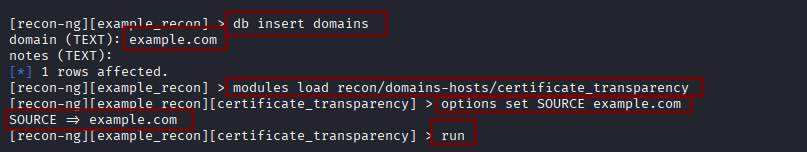 [recon-ng][example_recon] > db insert domains
domain (TEXT): example.com
notes (TEXT):
[*] 1 rows affected.
[recon-ng][example_recon] > modules load recon/domains-hosts/certificate_transparency
[recon-ng][example_recon][certificate_transparency] > options set SOURCE example.com
SOURCE ⇒ example.com
[recon-ng][example_recon][certificate_transparency] > run